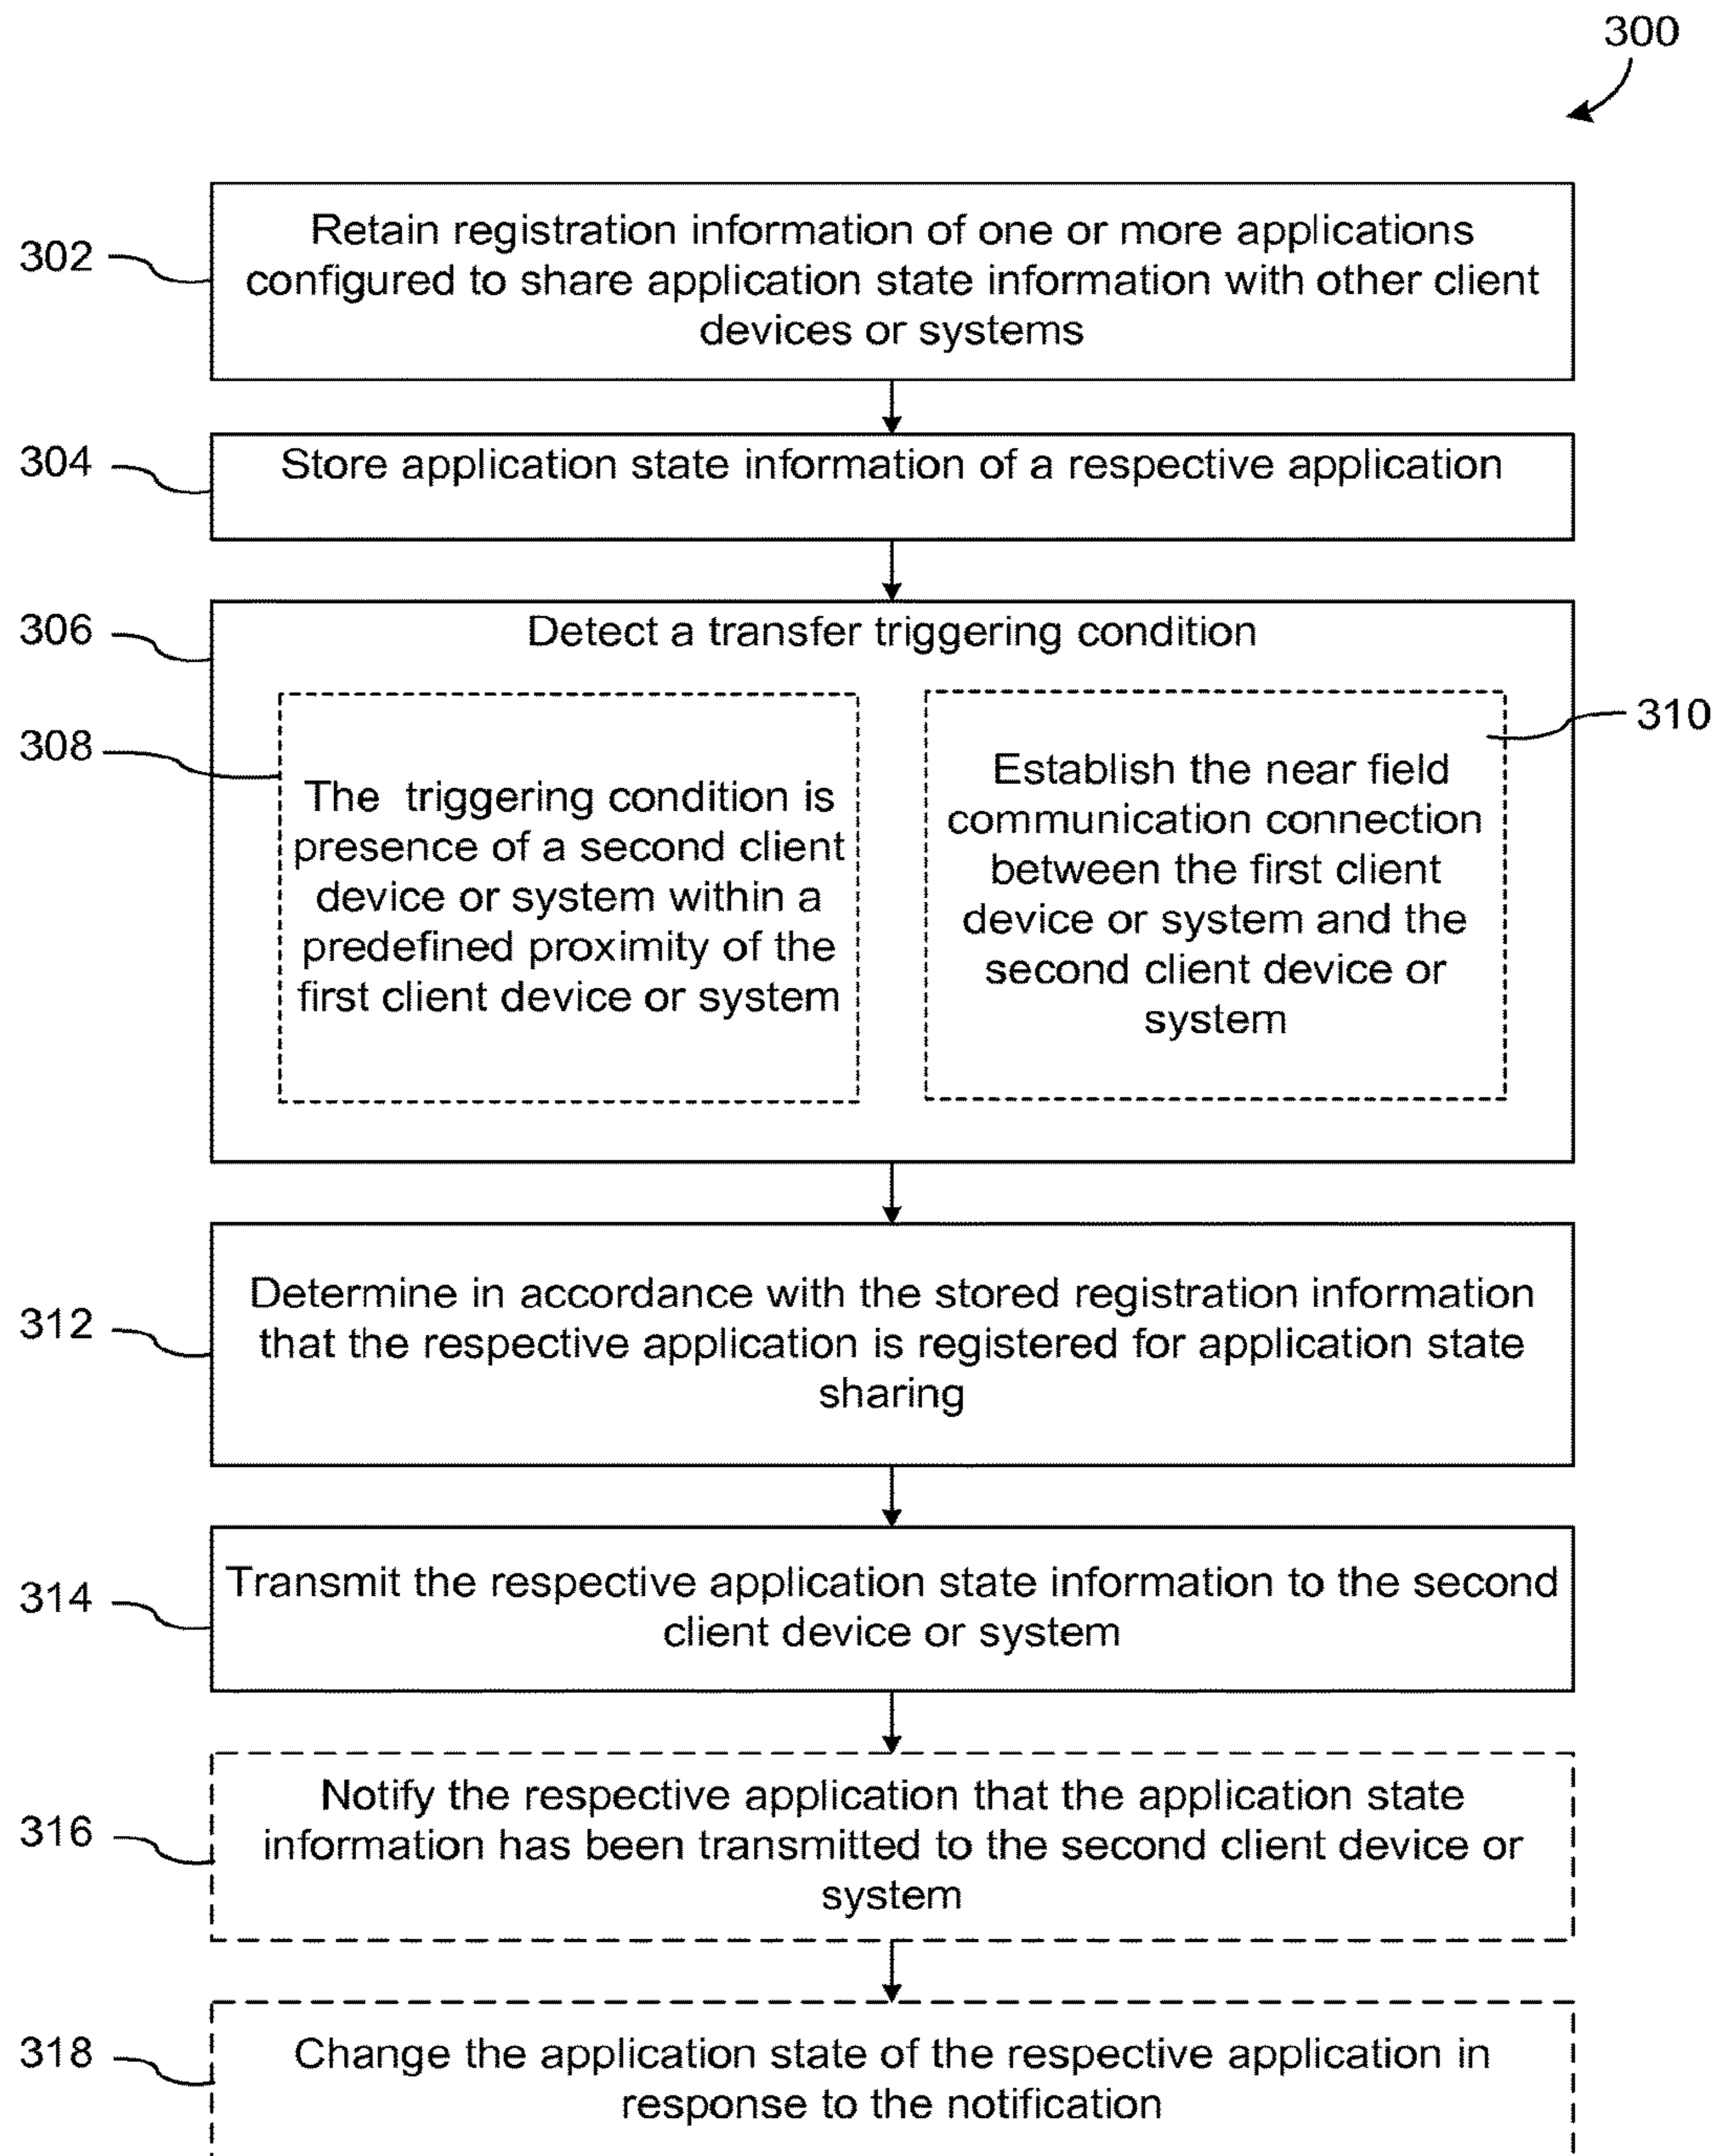 300
302
Retain registration information of one or more applications
configured to share application state information with other client
devices or systems
304
Store application state information of a respective application
306
Detect a transfer triggering condition
308
The triggering condition is
presence of a second client
device or system within a
predefined proximity of the
first client device or system
310
Establish the near field
communication connection
between the first client
device or system and the
second client device or
system
312
Determine in accordance with the stored registration information
that the respective application is registered for application state
sharing
314
Transmit the respective application state information to the second
client device or system
316
Notify the respective application that the application state
information has been transmitted to the second client device or
system
318
Change the application state of the respective application in
response to the notification